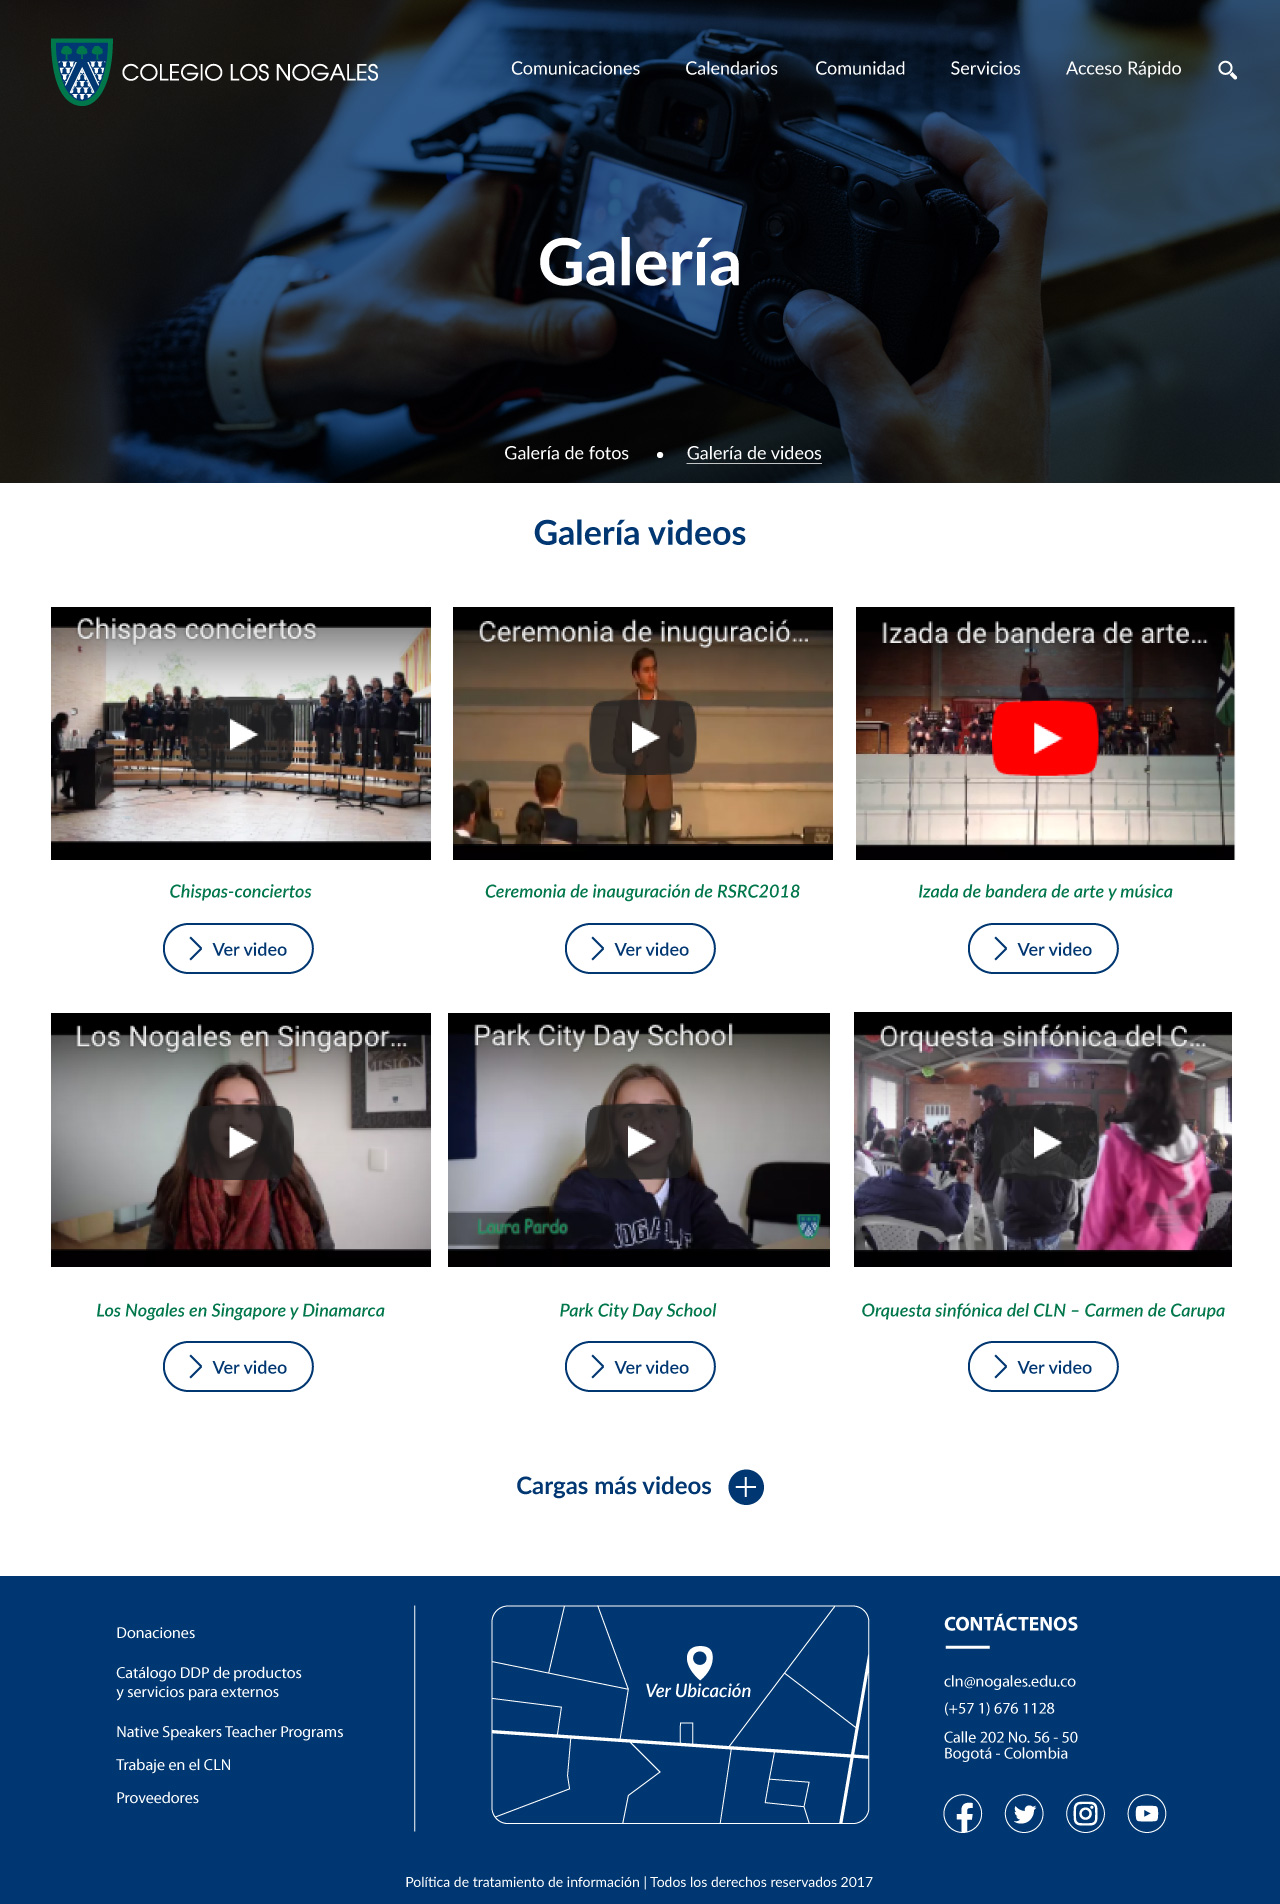 COLEGIO LOS NOGALES
Comunicaciones
Calendarios
Comunidad
Servicios
Acceso Rápido
Galería
Galería de fotos • Galería de videos
Galería videos
Chispas conciertos
Ceremonia de inuguració...
Izada de bandera de arte...
Chispas-conciertos
Ceremonia de inauguración de RSRC2018
Izada de bandera de arte y música
Ver video
Ver video
Ver video
Los Nogales en Singapor...
MISIÓN
Park City Day School
Laura Pardo
NOGALE
Orquesta sinfónica del C...
Los Nogales en Singapore y Dinamarca
Park City Day School
Orquesta sinfónica del CLN – Carmen de Carupa
Ver video
Ver video
Ver video
Cargas más videos
Donaciones
Catálogo DDP de productos
y servicios para externos
Native Speakers Teacher Programs
Trabaje en el CLN
Proveedores
Ver Ubicación
CONTÁCTENOS
cln@nogales.edu.co
(+57 1) 676 1128
Calle 202 No. 56 - 50
Bogotá - Colombia
Política de tratamiento de información | Todos los derechos reservados 2017